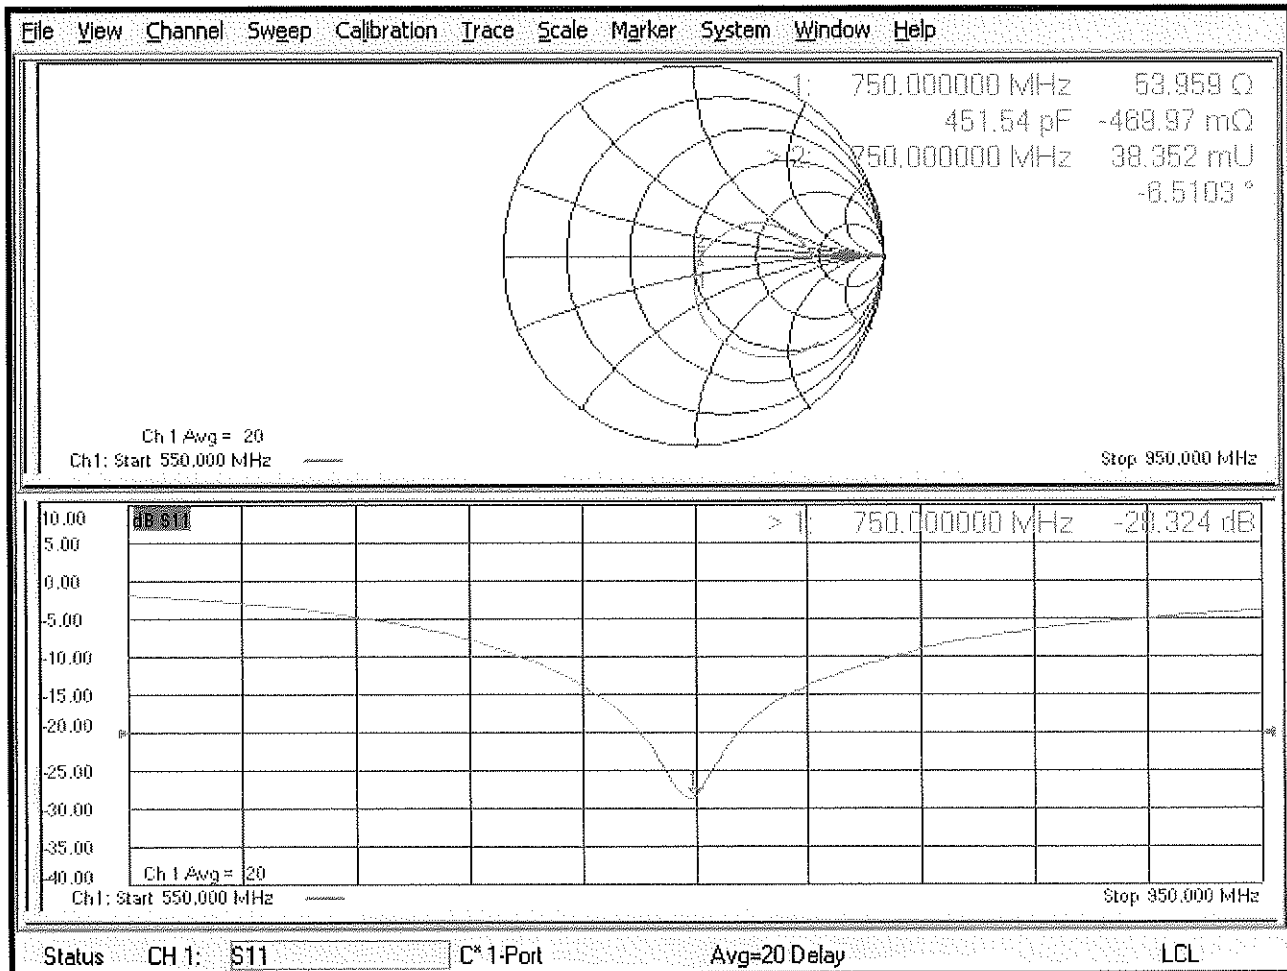 File View Channel Sweep Calibration Trace Scale Marker System Window Help
1: 750.000000 MHz 53.959 Ω
451.54 pF -469.97 mΩ
> 2: 750.000000 MHz 38.352 mU
-6.5103 °
Ch 1 Avg = 20
Ch1: Start 550.000 MHz
Stop 950.000 MHz
10.00
dB S11
> 1: 750.000000 MHz -28.324 dB
5.00
0.00
-5.00
-10.00
-15.00
-20.00
-25.00
-30.00
-35.00
-40.00
Ch 1 Avg = 20
Ch1: Start 550.000 MHz
Stop 950.000 MHz
Status CH 1: S11 C* 1-Port Avg=20 Delay LCL